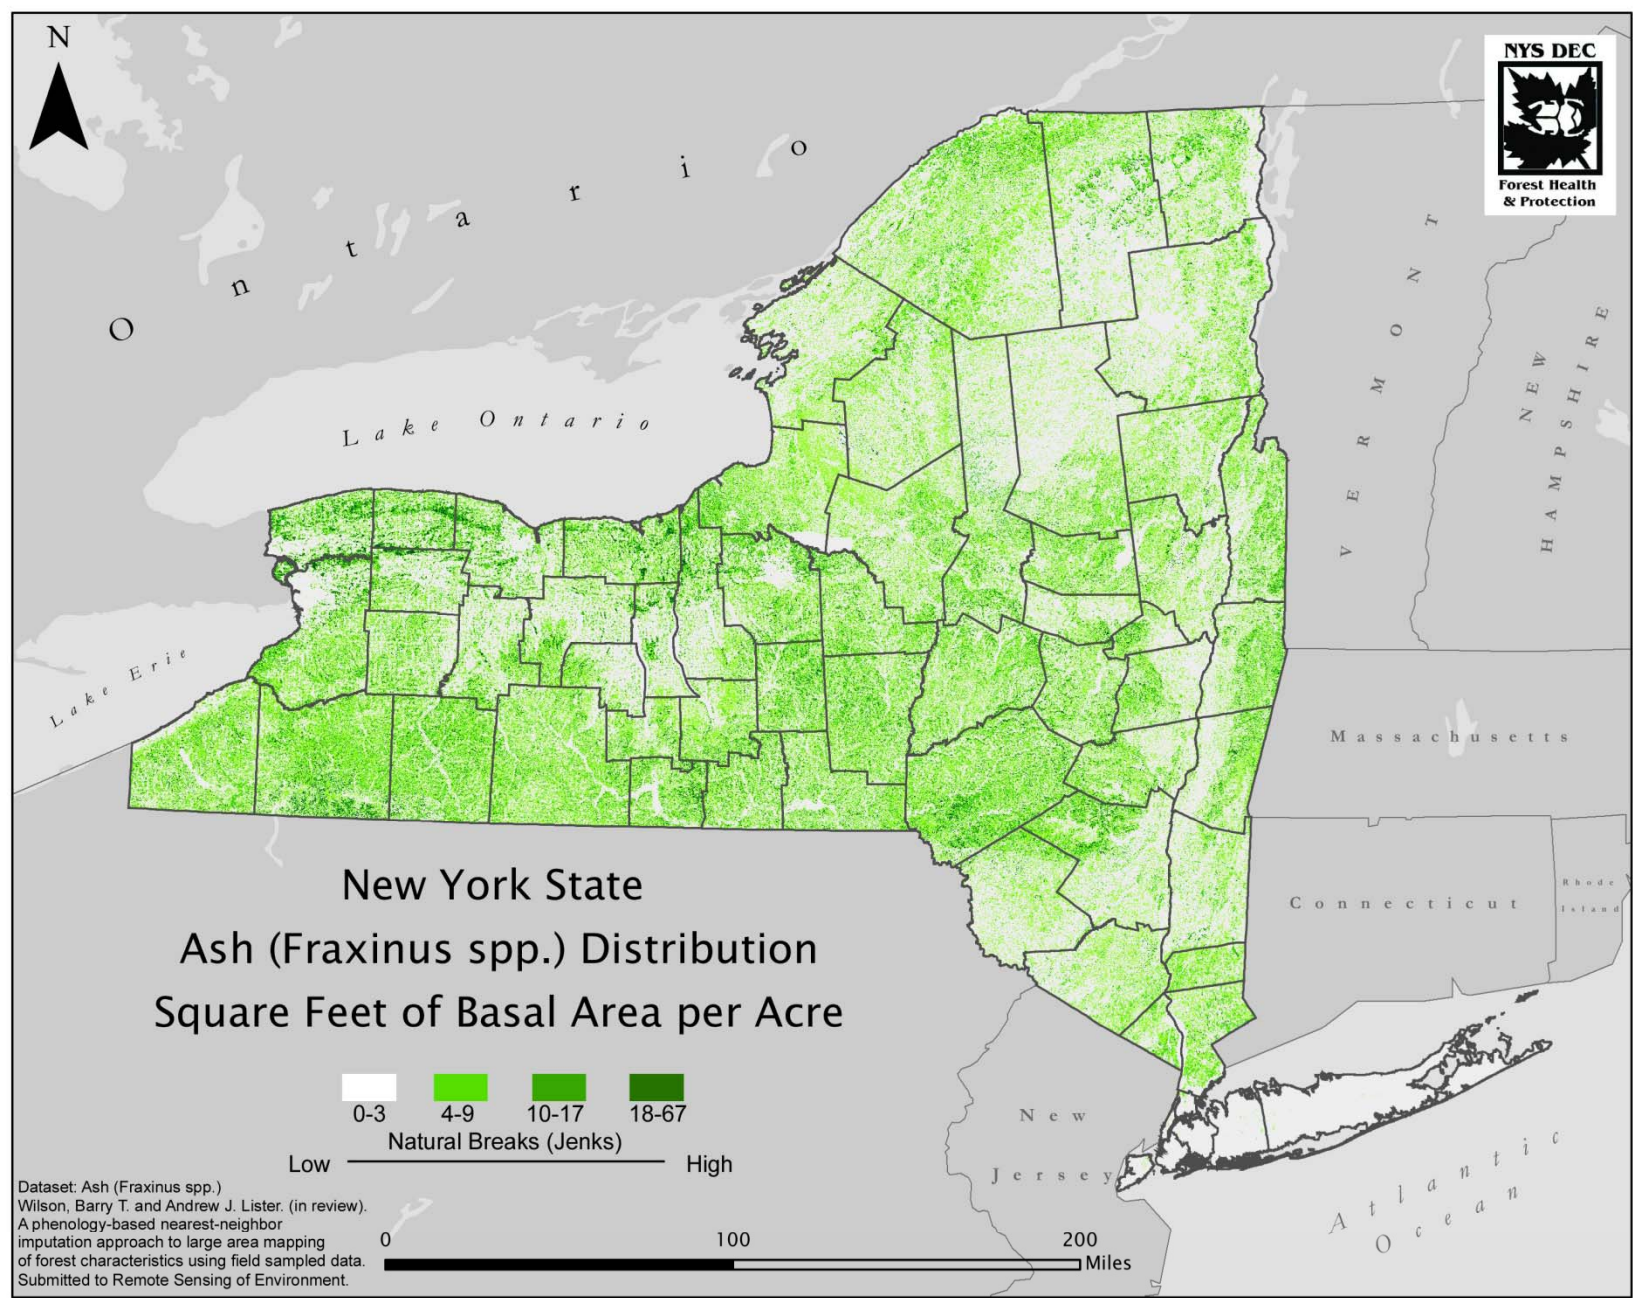 N
NYS DEC
Forest Health
& Protection
Ontario
Lake Ontario
Lake Erie
VERMONT
NEW
HAMPSHIRE
Massachusetts
Connecticut
Rhode
Island
New
Jersey
Atlantic
Ocean
New York State
Ash (Fraxinus spp.) Distribution
Square Feet of Basal Area per Acre
0-3 4-9 10-17 18-67
Natural Breaks (Jenks)
Low High
Dataset: Ash (Fraxinus spp.)
Wilson, Barry T. and Andrew J. Lister. (in review).
A phenology-based nearest-neighbor
imputation approach to large area mapping
of forest characteristics using field sampled data.
Submitted to Remote Sensing of Environment.
0 100 200
Miles